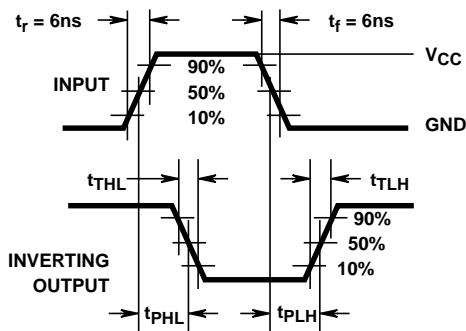 tr = 6ns
tf = 6ns
VCC
90%
INPUT
50%
10%
GND
tTHL
tTLH
90%
50%
INVERTING
OUTPUT
10%
tPHL
tPLH